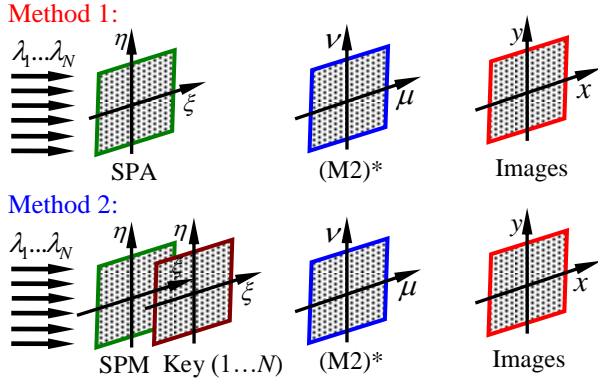 Method 1:
λ1...λN
η
ξ
SPA
ν
μ
(M2)*
y
x
Images
Method 2:
λ1...λN
η
ξ
SPM
η
ξ
Key (1...N)
ν
μ
(M2)*
y
x
Images